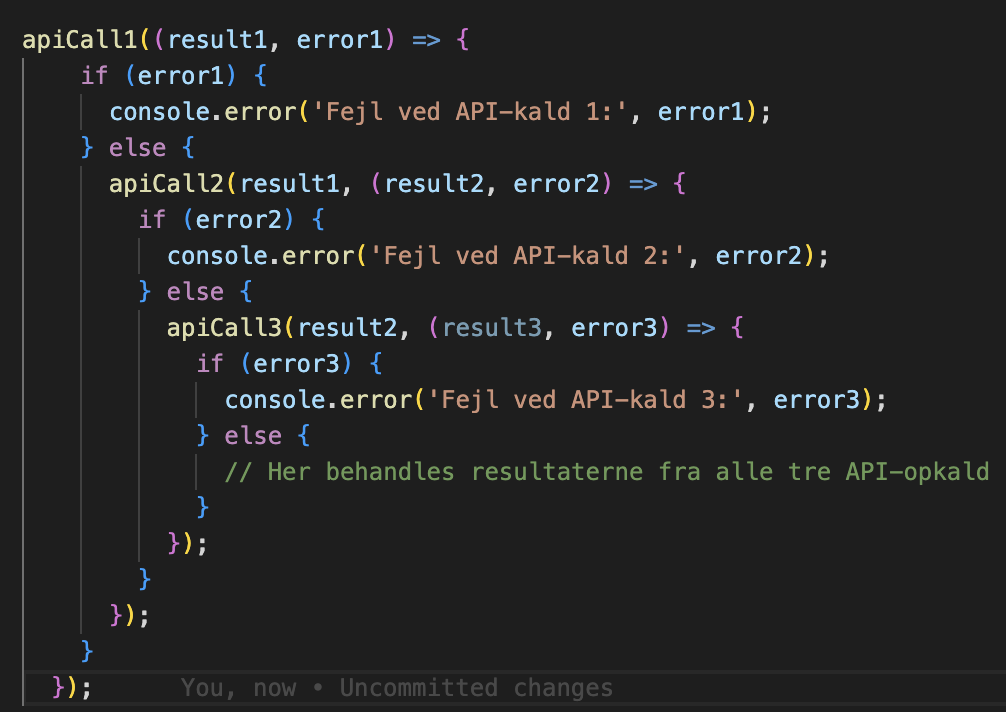 apiCall1((result1, error1) => {
    if (error1) {
      console.error('Fejl ved API-kald 1:', error1);
    } else {
      apiCall2(result1, (result2, error2) => {
        if (error2) {
          console.error('Fejl ved API-kald 2:', error2);
        } else {
          apiCall3(result2, (result3, error3) => {
            if (error3) {
              console.error('Fejl ved API-kald 3:', error3);
            } else {
              // Her behandles resultaterne fra alle tre API-opkald
            }
          });
        }
      });
    }
  });      You, now • Uncommitted changes